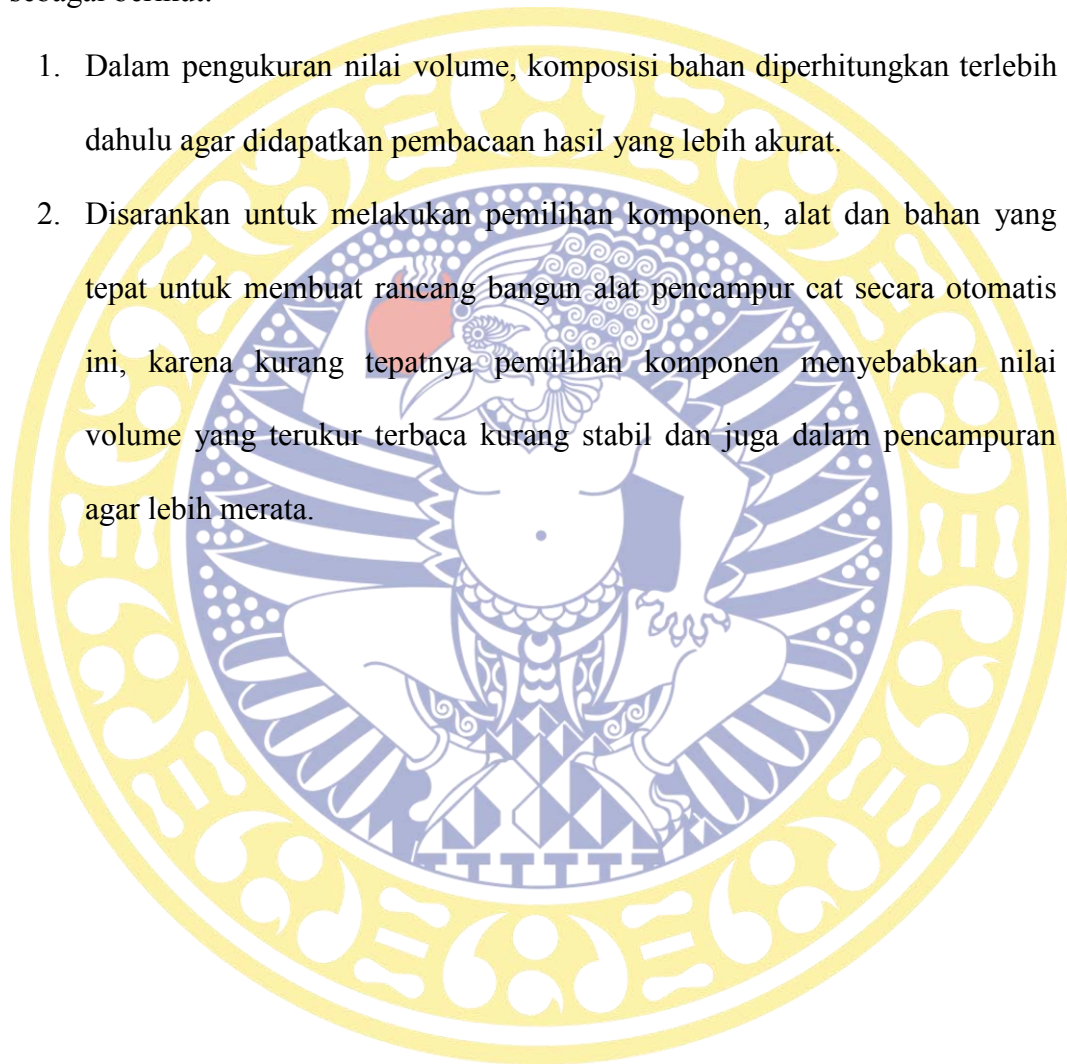 1. Dalam pengukuran nilai volume, komposisi bahan diperhitungkan terlebih
dahulu agar didapatkan pembacaan hasil yang lebih akurat.
2. Disarankan untuk melakukan pemilihan komponen, alat dan bahan yang
tepat untuk membuat rancang bangun alat pencampur cat secara otomatis
ini, karena kurang tepatnya pemilihan komponen menyebabkan nilai
volume yang terukur terbaca kurang stabil dan juga dalam pencampuran
agar lebih merata.